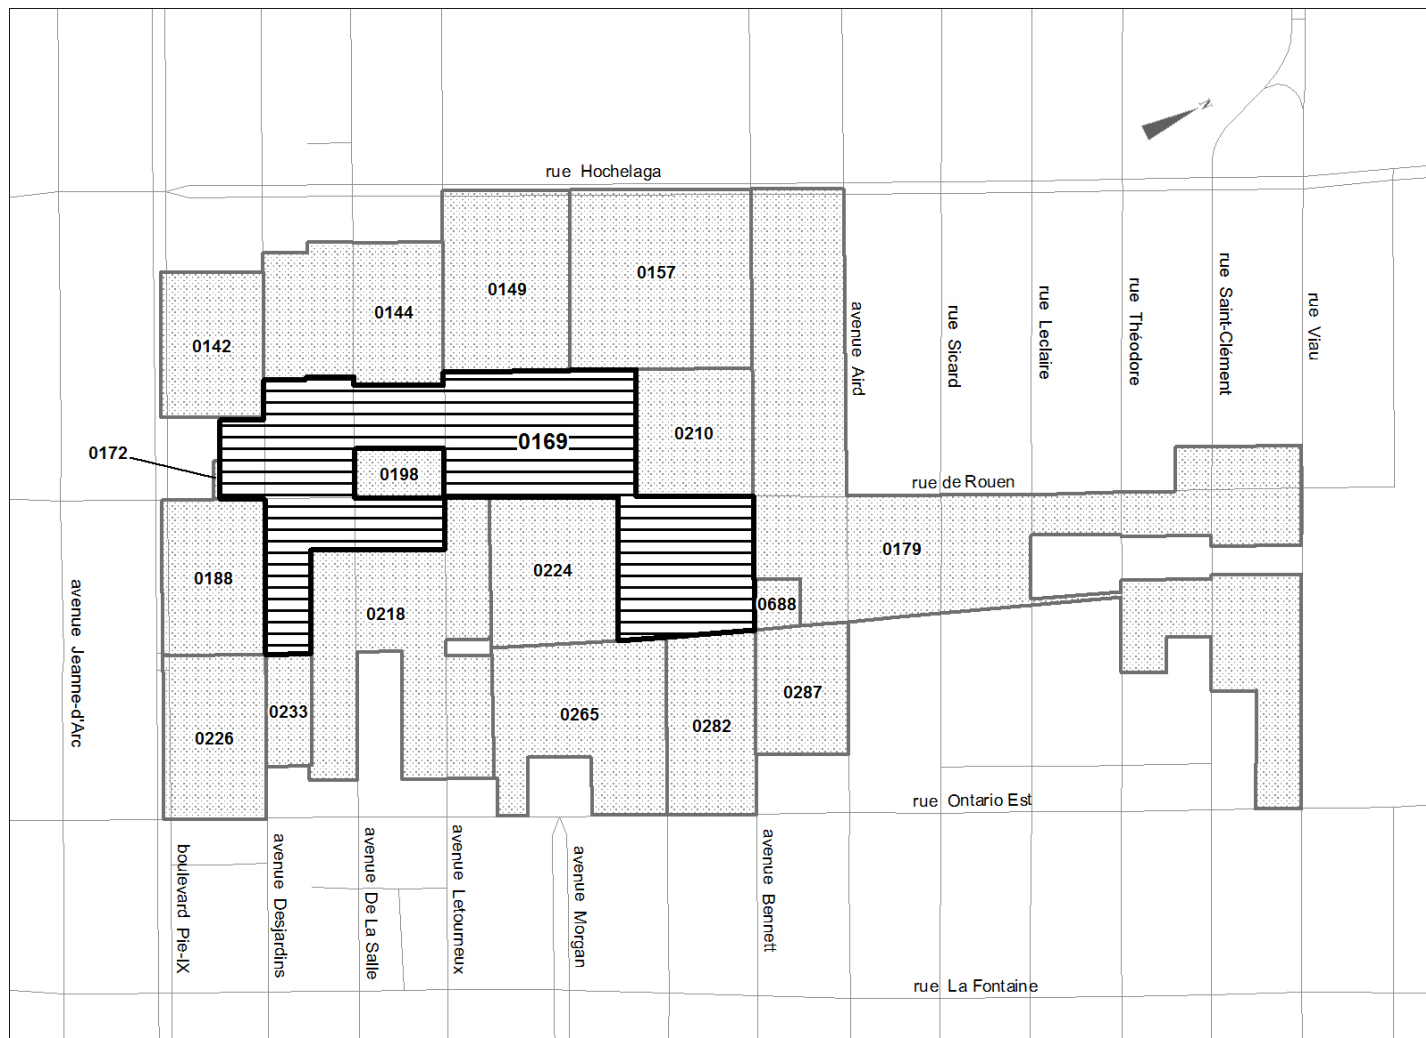 N
rue Hochelaga
0157
0149
0144
0142
avenue Aird
rue Sicard
rue Leclaire
rue Théodore
rue Saint-Clément
rue Viau
0169
0210
0172
0198
rue de Rouen
0179
0224
0188
0688
0218
avenue Jeanne-d'Arc
0287
0233
0265
0282
0226
rue Ontario Est
boulevard Pie-IX
avenue Desjardins
avenue De La Salle
avenue Letourneux
avenue Morgan
avenue Bennett
rue La Fontaine